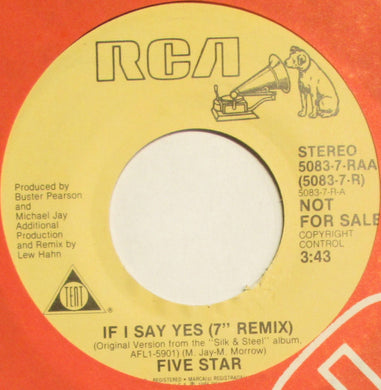 RCA
STEREO
5083-7-RAA
(5083-7-R)
5083-7-R-A
NOT
FOR SALE
COPYRIGHT
CONTROL
3:43
Produced by
Buster Pearson
and
Michael Jay
Additional
Production
and Remix by
Lew Hahn
TENT
IF I SAY YES (7" REMIX)
(Original Version from the "Silk & Steel" album,
AFL1-5901) (M. Jay-M. Morrow)
FIVE STAR